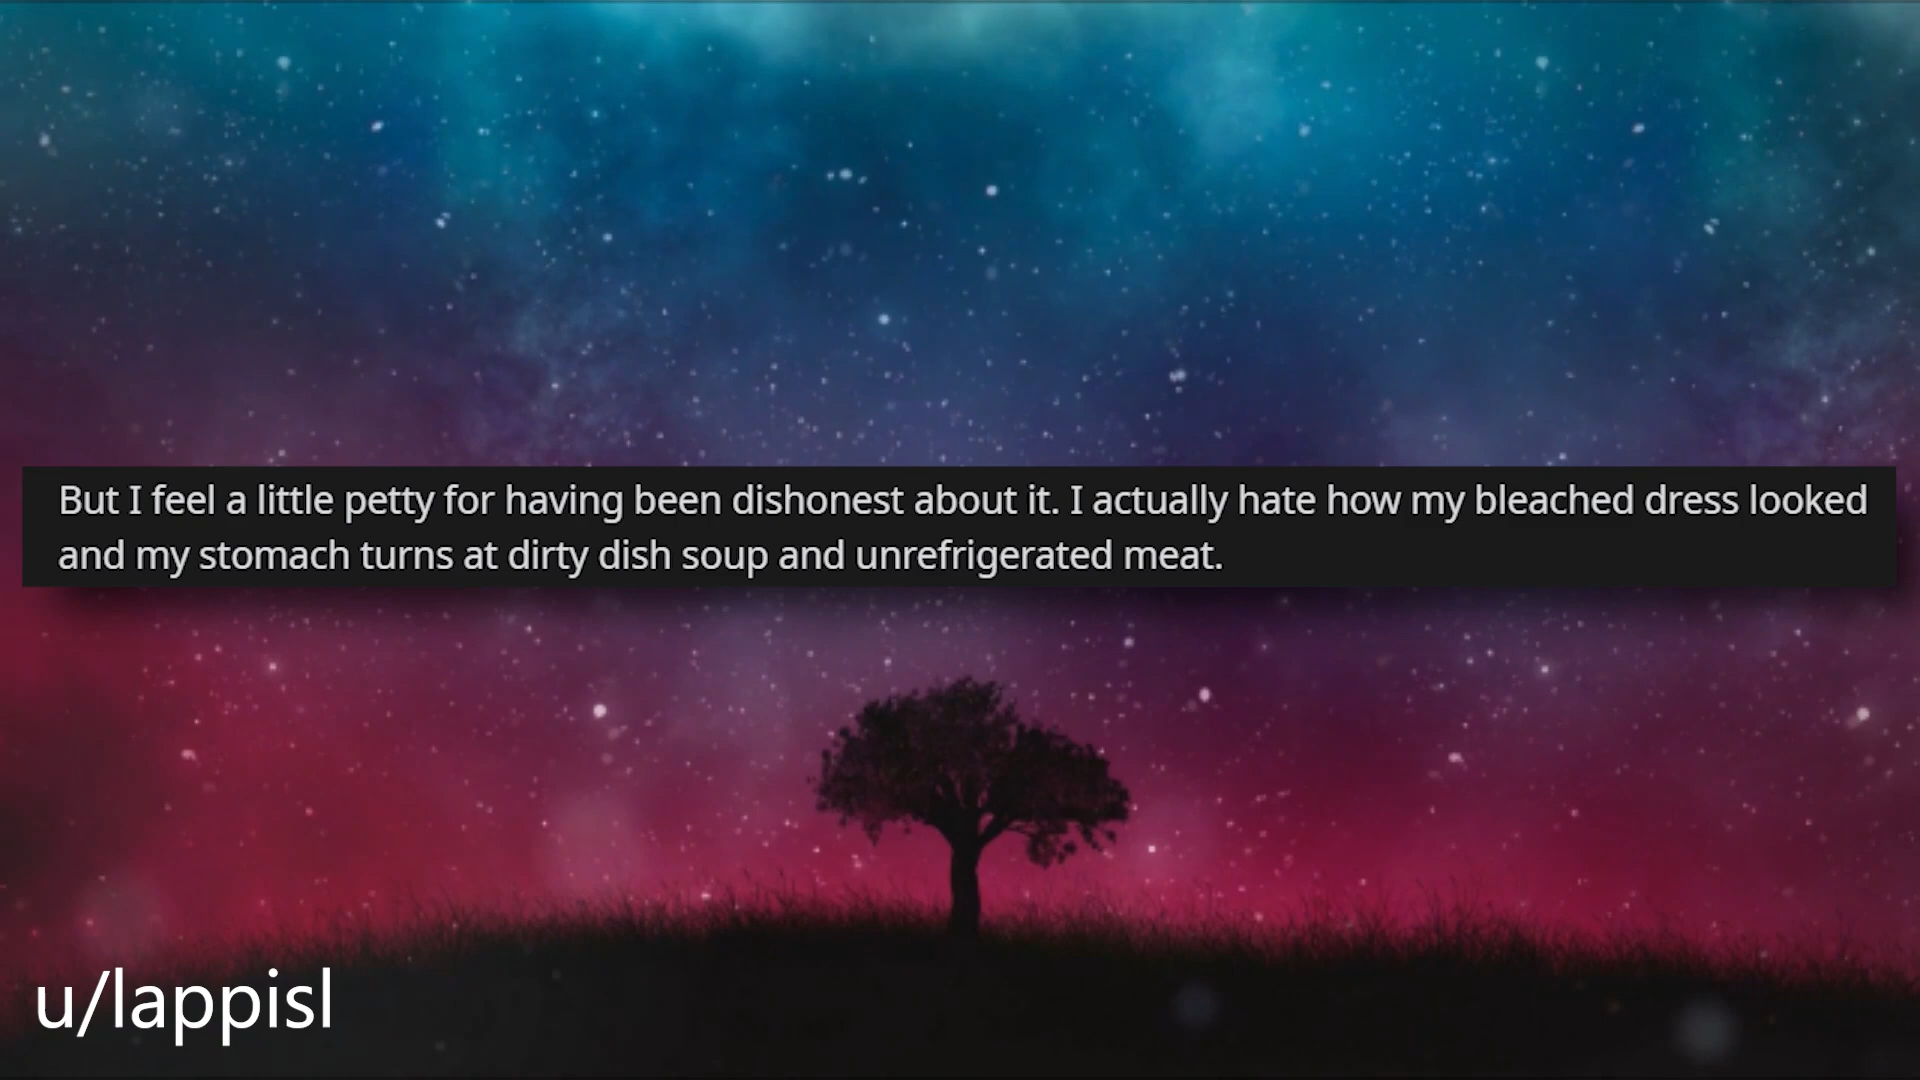 But I feel a little petty for having been dishonest about it. I actually hate how my bleached dress looked
and my stomach turns at dirty dish soup and unrefrigerated meat.
u/lappisl